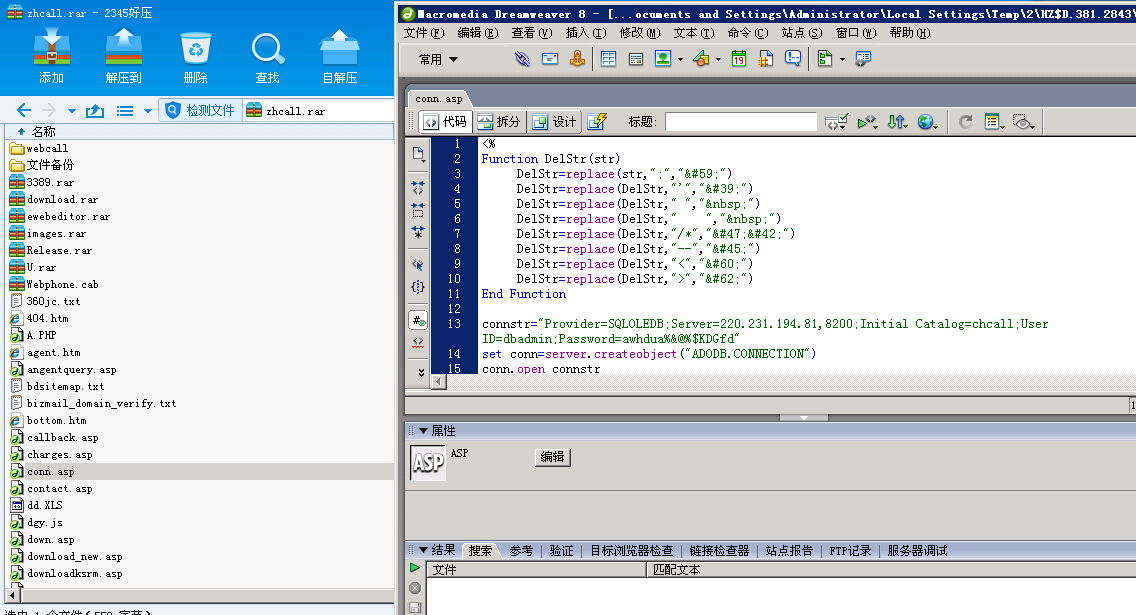 zhcall.rar - 2345好压
添加 解压到 删除 查找 自解压
检测文件 zhcall.rar
名称
webcall
文件备份
3389.rar
download.rar
ewebeditor.rar
images.rar
Release.rar
U.rar
Webphone.cab
360jc.txt
404.htm
A.PHP
agent.htm
angentquery.asp
bdsitemap.txt
bizmail_domain_verify.txt
bottom.htm
callback.asp
charges.asp
conn.asp
contact.asp
dd.XLS
dgy.js
down.asp
download_new.asp
downloadksrm.asp
Macromedia Dreamweaver 8 - [...ocuments and Settings\Administrator\Local Settings\Temp\2\HZ$D.381.2843\
文件(F) 编辑(E) 查看(V) 插入(I) 修改(M) 文本(T) 命令(C) 站点(S) 窗口(W) 帮助(H)
常用
conn.asp
代码 拆分 设计 标题:
1 <%
2 Function DelStr(str)
3 DelStr=replace(str,";","&#59;")
4 DelStr=replace(DelStr,"'","&#39;")
5 DelStr=replace(DelStr," ","&nbsp;")
6 DelStr=replace(DelStr,"    ","&nbsp;")
7 DelStr=replace(DelStr,"/*","&#47;&#42;")
8 DelStr=replace(DelStr,"--","&#45;")
9 DelStr=replace(DelStr,"<","&#60;")
10 DelStr=replace(DelStr,">","&#62;")
11 End Function
12
13 connstr="Provider=SQLOLEDB;Server=220.231.194.81,8200;Initial Catalog=chcall;User
ID=dbadmin;Password=awhdua%&@%$KDGfd"
14 set conn=server.createobject("ADODB.CONNECTION")
15 conn.open connstr
属性
ASP ASP 编辑
结果 搜索 参考 验证 目标浏览器检查 链接检查器 站点报告 FTP记录 服务器调试
文件 匹配文本